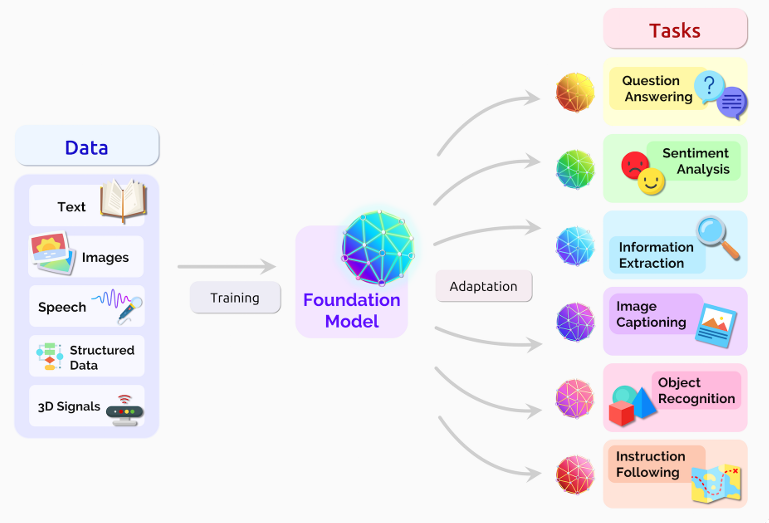 Data
Text
Images
Speech
Structured
Data
3D Signals
Training
Foundation
Model
Adaptation
Tasks
Question
Answering
?
Sentiment
Analysis
Information
Extraction
Image
Captioning
Object
Recognition
Instruction
Following